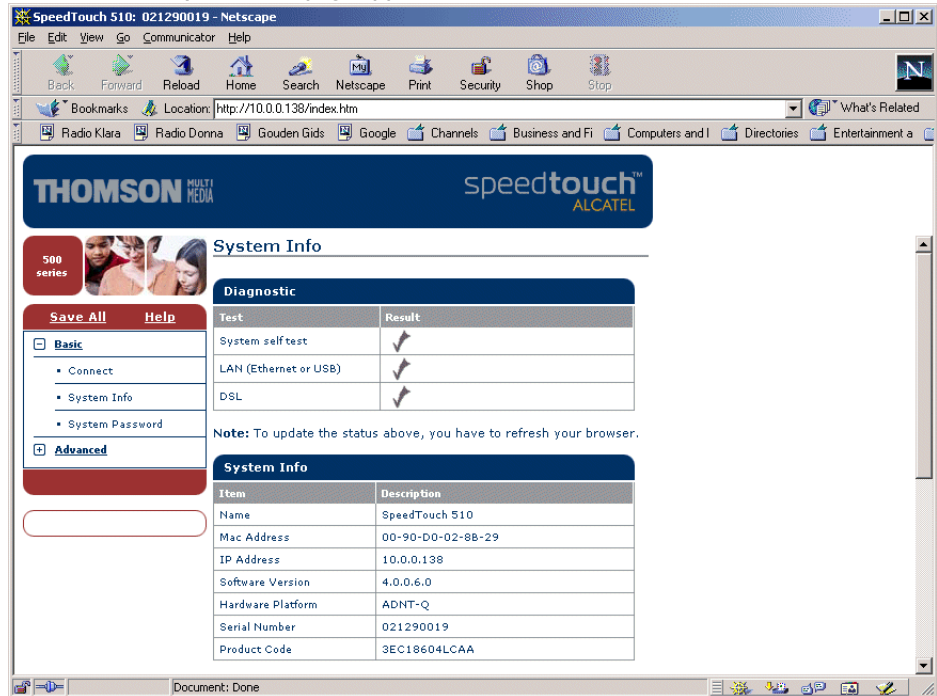 SpeedTouch 510: 021290019 - Netscape
File Edit View Go Communicator Help
Back Forward Reload Home Search Netscape Print Security Shop Stop
My
N
Bookmarks Location: http://10.0.0.138/index.htm What's Related
Radio Klara Radio Donna Gouden Gids Google Channels Business and Fi Computers and I Directories Entertainment a
THOMSON MULTI MEDIA
speedtouch™
ALCATEL
500 series
System Info
Save All Help
Basic
Connect
System Info
System Password
Advanced
Diagnostic
Test Result
System self test
LAN (Ethernet or USB)
DSL
Note: To update the status above, you have to refresh your browser.
System Info
Item Description
Name SpeedTouch 510
Mac Address 00-90-D0-02-8B-29
IP Address 10.0.0.138
Software Version 4.0.0.6.0
Hardware Platform ADNT-Q
Serial Number 021290019
Product Code 3EC18604LCAA
Document: Done